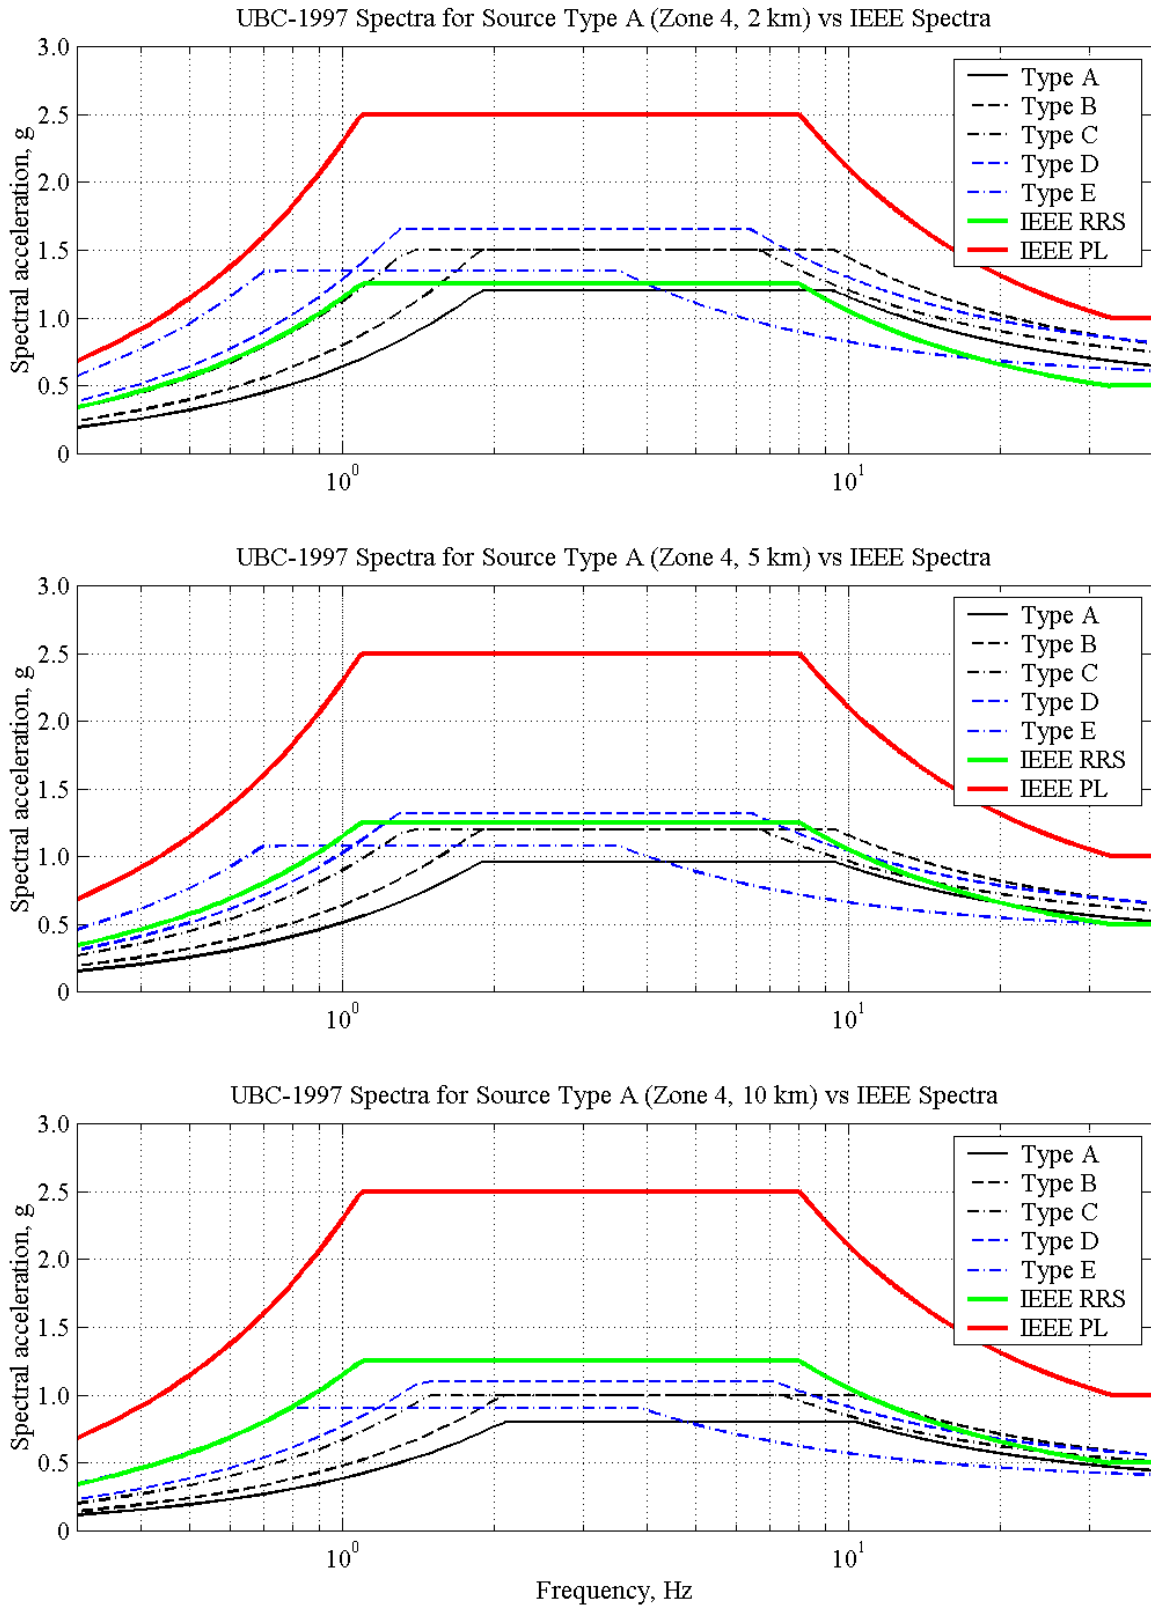 UBC-1997 Spectra for Source Type A (Zone 4, 2 km) vs IEEE Spectra
3.0
2.5
2.0
1.5
1.0
0.5
0
Spectral acceleration, g
Type A
Type B
Type C
Type D
Type E
IEEE RRS
IEEE PL
10^0
10^1
UBC-1997 Spectra for Source Type A (Zone 4, 5 km) vs IEEE Spectra
3.0
2.5
2.0
1.5
1.0
0.5
0
Spectral acceleration, g
Type A
Type B
Type C
Type D
Type E
IEEE RRS
IEEE PL
10^0
10^1
UBC-1997 Spectra for Source Type A (Zone 4, 10 km) vs IEEE Spectra
3.0
2.5
2.0
1.5
1.0
0.5
0
Spectral acceleration, g
Type A
Type B
Type C
Type D
Type E
IEEE RRS
IEEE PL
10^0
10^1
Frequency, Hz